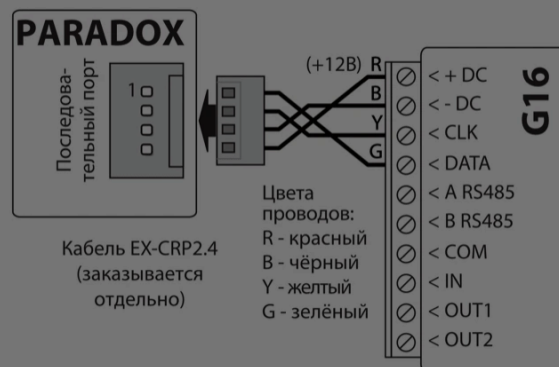 PARADOX
Последова-
тельный порт
1
(+12В) R
B
Y
G
G16
< + DC
< - DC
< CLK
< DATA
< A RS485
< B RS485
< COM
< IN
< OUT1
< OUT2
Цвета
проводов:
R - красный
B - чёрный
Y - желтый
G - зелёный
Кабель EX-CRP2.4
(заказывается
отдельно)